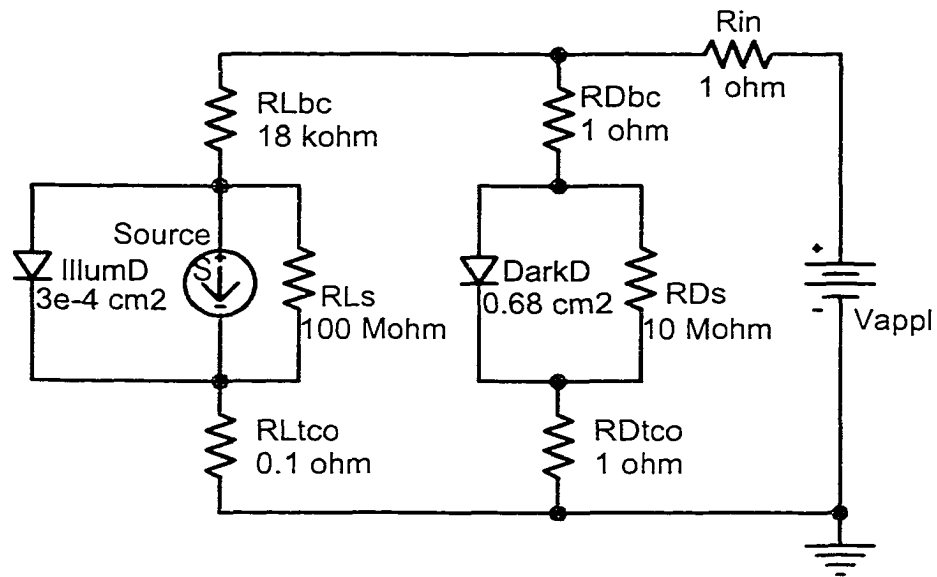 Rin
1 ohm
RLbc
18 kohm
RDbc
1 ohm
Source
+
S
-
IllumD
3e-4 cm2
RLs
100 Mohm
DarkD
0.68 cm2
RDs
10 Mohm
+
-
Vappl
RLtco
0.1 ohm
RDtco
1 ohm